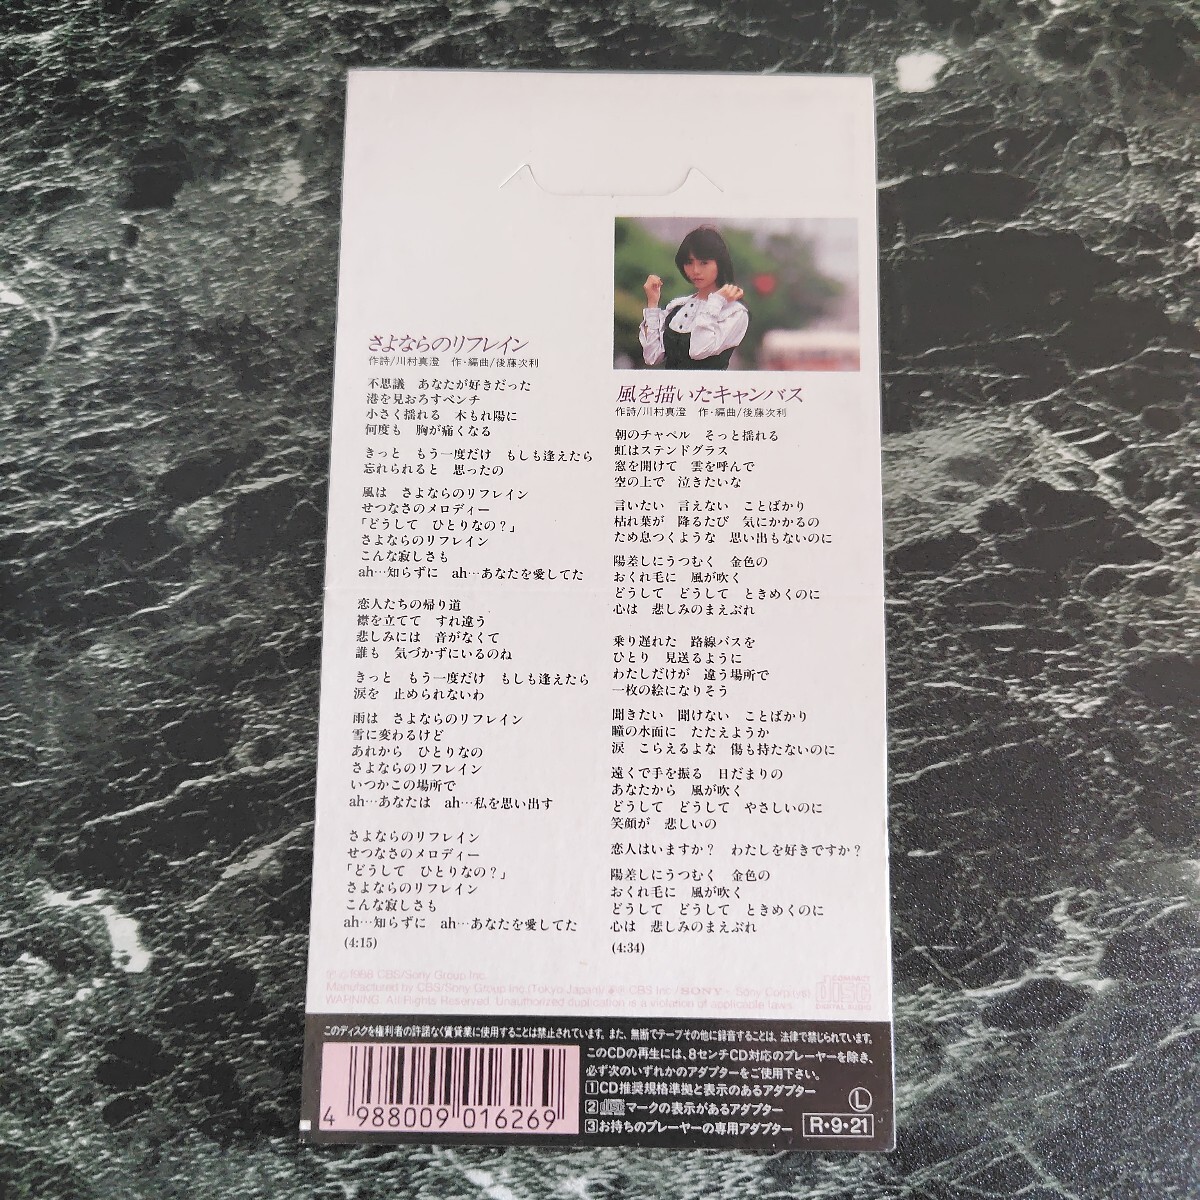 さよならのリフレイン
作詩/川村真澄　作・編曲/後藤次利
不思議　あなたが好きだった
港を見おろすベンチ
小さく揺れる　木もれ陽に
何度も　胸が痛くなる
きっと　もう一度だけ　もしも逢えたら
忘れられると　思ったの
風は　さよならのリフレイン
せつなさのメロディー
「どうして　ひとりなの？」
さよならのリフレイン
こんな寂しさも
ah…知らずに　ah…あなたを愛してた
恋人たちの帰り道
襟を立てて　すれ違う
悲しみには　音がなくて
誰も　気づかずにいるのね
きっと　もう一度だけ　もしも逢えたら
涙を　止められないわ
雨は　さよならのリフレイン
雪に変わるけど
あれから　ひとりなの
さよならのリフレイン
いつかこの場所で
ah…あなたは　ah…私を思い出す
さよならのリフレイン
せつなさのメロディー
「どうして　ひとりなの？」
さよならのリフレイン
こんな寂しさも
ah…知らずに　ah…あなたを愛してた
(4:15)
風を描いたキャンバス
作詩/川村真澄　作・編曲/後藤次利
朝のチャペル　そっと揺れる
虹はステンドグラス
窓を開けて　雲を呼んで
空の上で　泣きたいな
言いたい　言えない　ことばかり
枯れ葉が　降るたび　気にかかるの
ため息つくような　思い出もないのに
陽差しにうつむく　金色の
おくれ毛に　風が吹く
どうして　どうして　ときめくのに
心は　悲しみのまえぶれ
乗り遅れた　路線バスを
ひとり　見送るように
わたしだけが　違う場所で
一枚の絵になりそう
聞きたい　聞けない　ことばかり
瞳の水面に　たたえようか
涙　こらえるよな　傷も持たないのに
遠くで手を振る　日だまりの
あなたから　風が吹く
どうして　どうして　やさしいのに
笑顔が　悲しいの
恋人はいますか？　わたしを好きですか？
陽差しにうつむく　金色の
おくれ毛に　風が吹く
どうして　どうして　ときめくのに
心は　悲しみのまえぶれ
(4:34)
℗© 1988 CBS/Sony Group Inc.
Manufactured by CBS/Sony Group Inc. (Tokyo Japan)/ CBS Inc./ SONY Sony Corp.
WARNING: All Rights Reserved. Unauthorized duplication is a violation of applicable laws.
COMPACT disc DIGITAL AUDIO
このディスクを権利者の許諾なく賃貸業に使用することは禁止されています。また、無断でテープその他に録音することは、法律で禁じられています。
4 988009 016269
このCDの再生には、8センチCD対応のプレーヤーを除き、
必ず次のいずれかのアダプターをご使用下さい。
1 CD推奨規格準拠と表示のあるアダプター
2 disc マークの表示があるアダプター
3 お持ちのプレーヤーの専用アダプター
L
R・9・21